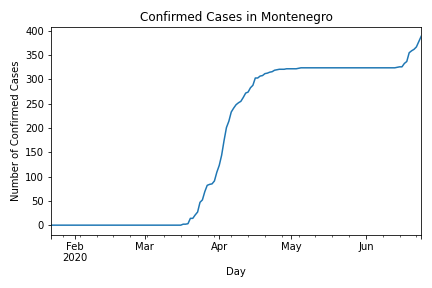 Confirmed Cases in Montenegro
Number of Confirmed Cases
400
350
300
250
200
150
100
50
0
Feb
2020
Mar
Apr
May
Jun
Day